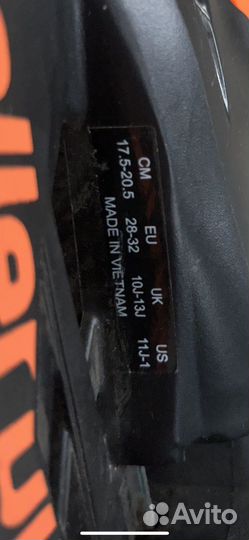 CM EU UK US
17.5-20.5 28-32 10J-13J 11J-1
MADE IN VIETNAM
Avito